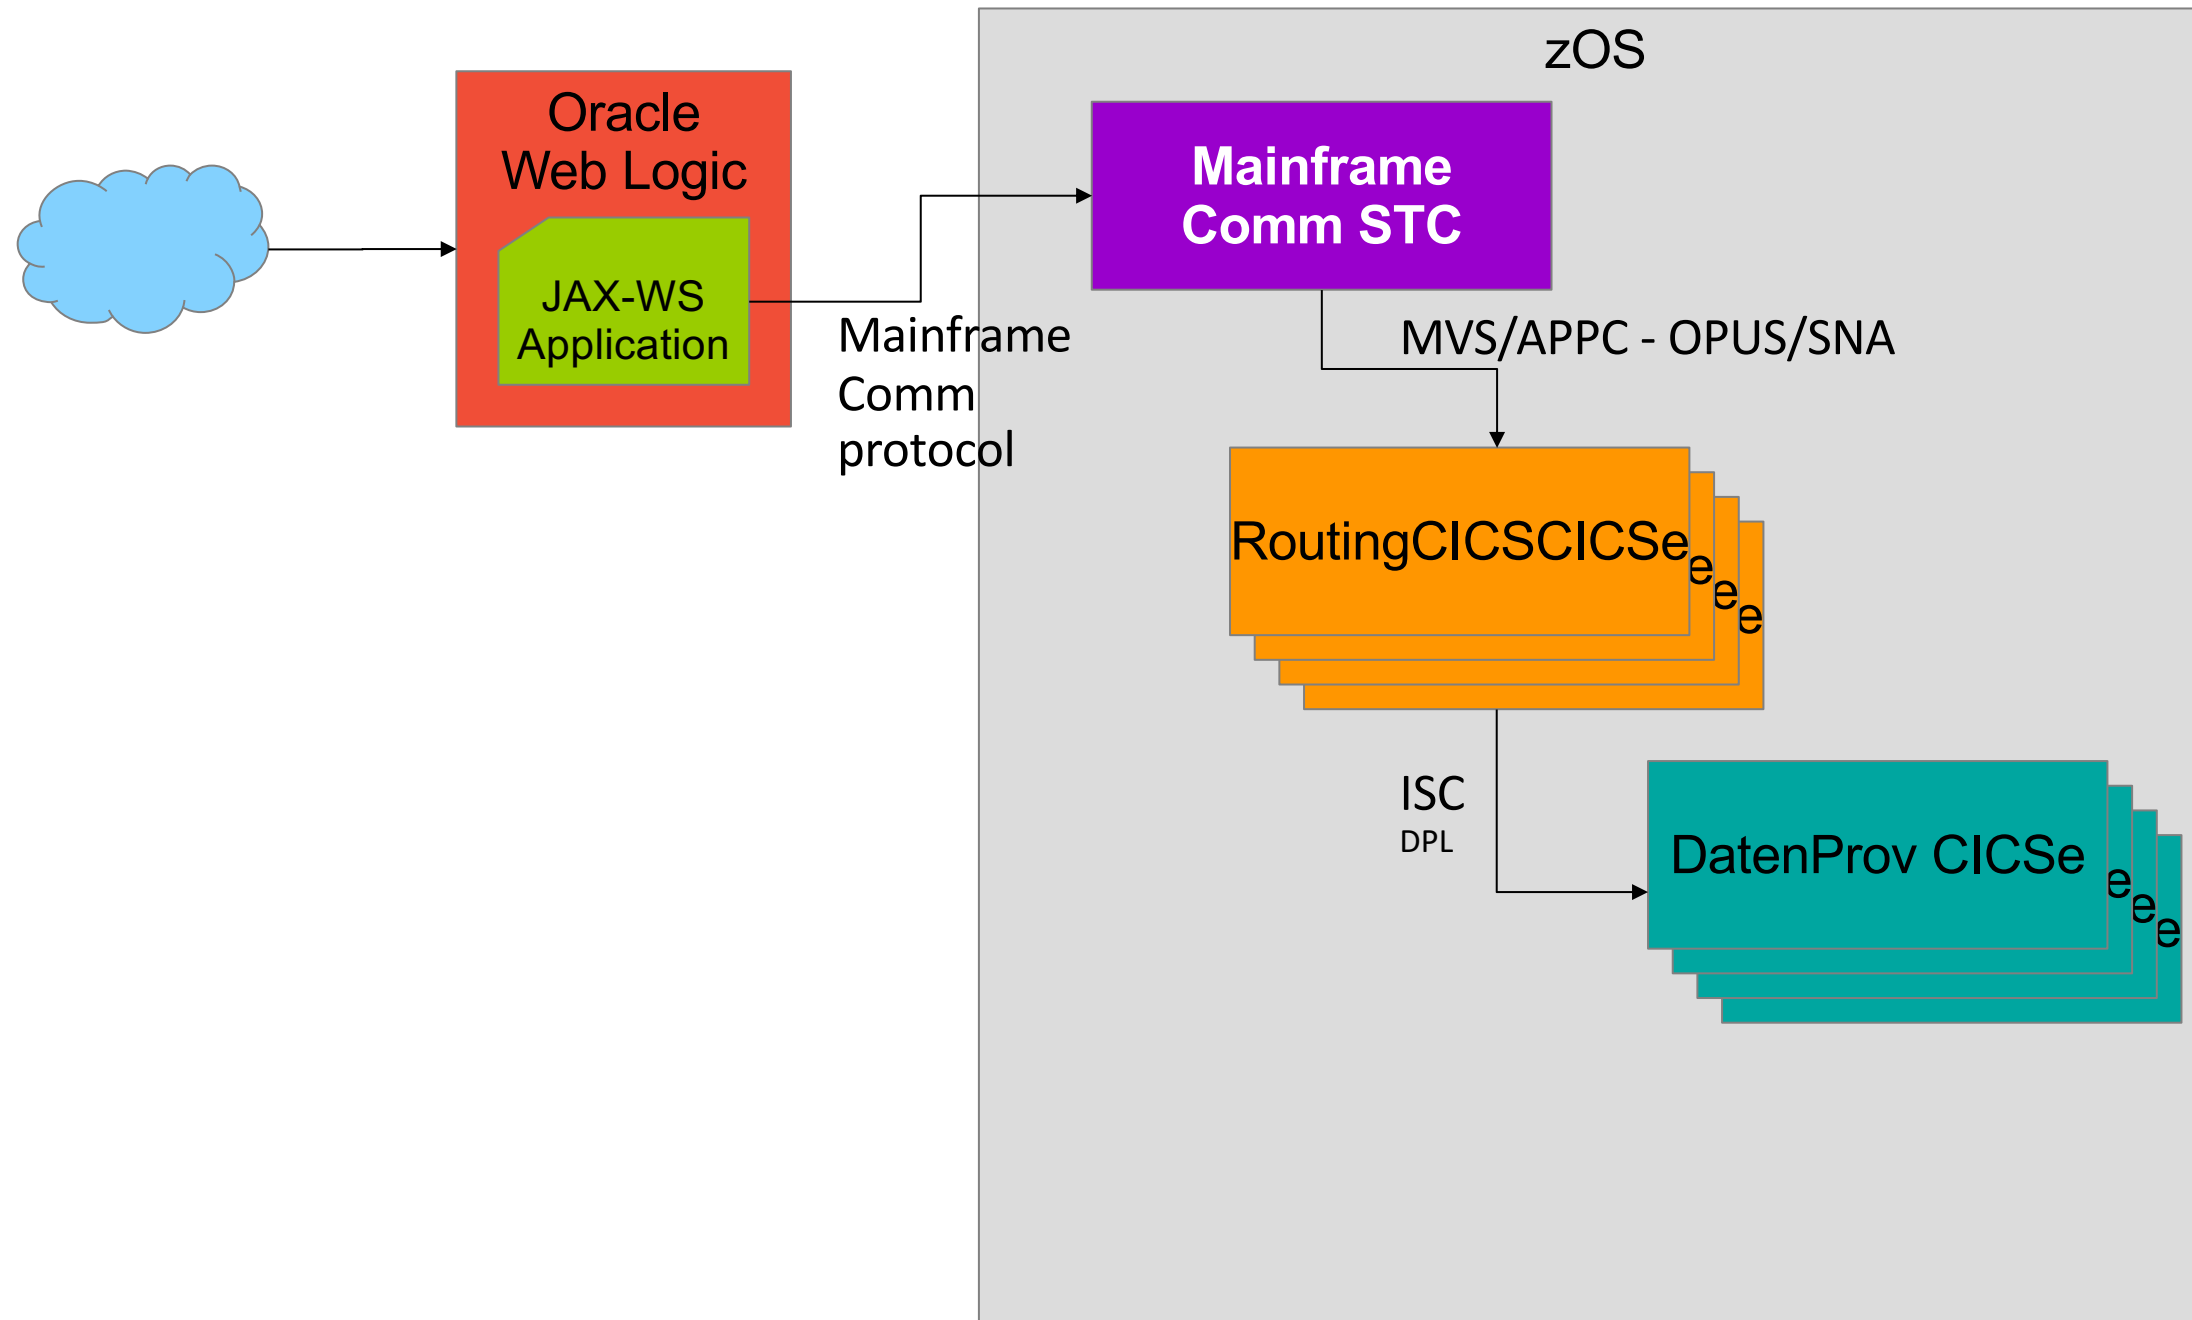 zOS
Oracle
Web Logic
JAX-WS
Application
Mainframe
Comm
protocol
Mainframe
Comm STC
MVS/APPC - OPUS/SNA
RoutingCICSCICSe
e
e
e
ISC
DPL
DatenProv CICSe
e
e
e